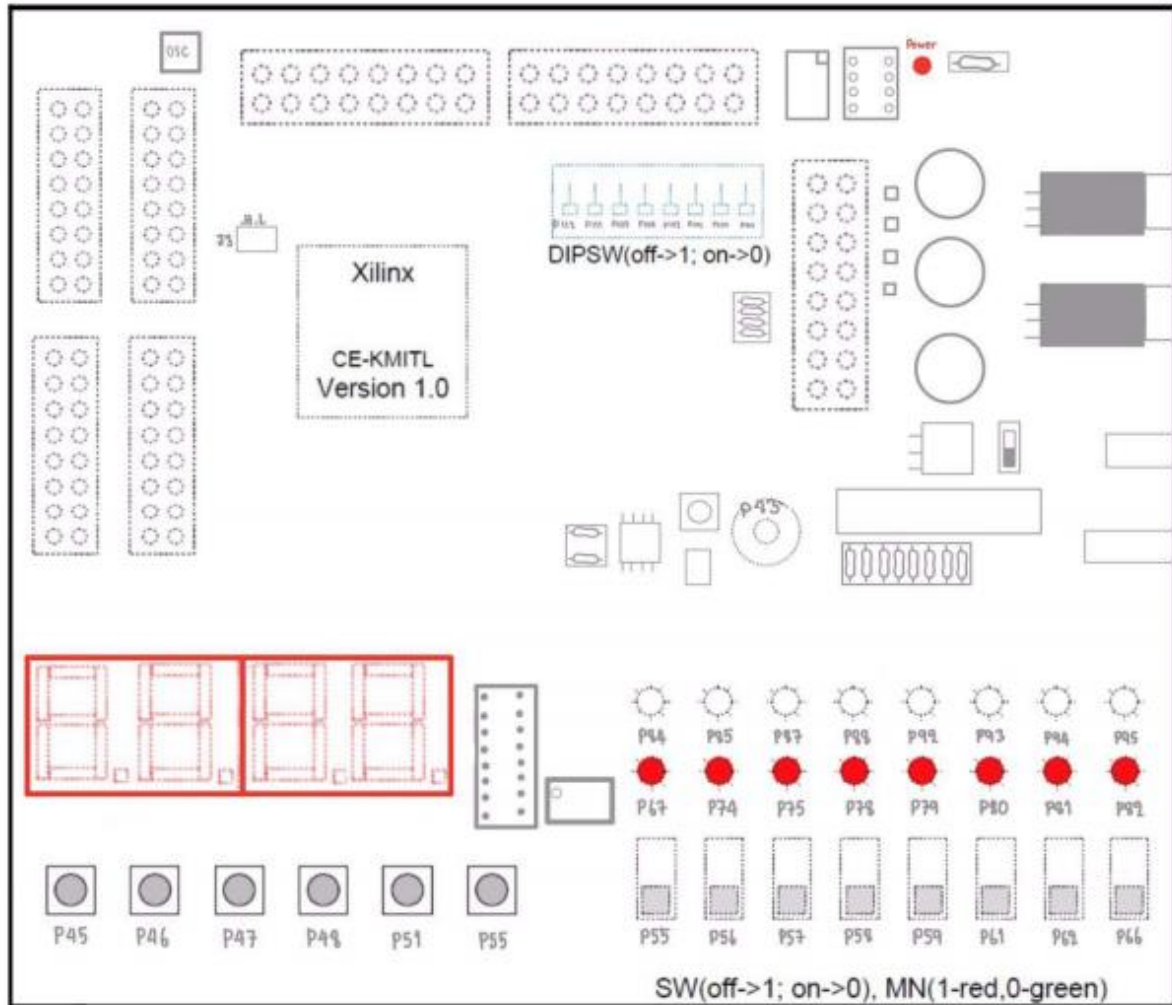 OSC
Power
DIPSW(off->1; on->0)
Xilinx
CE-KMITL
Version 1.0
P43
P84 P85 P87 P88 P92 P93 P94 P95
P67 P74 P75 P78 P79 P80 P81 P82
P45 P46 P47 P48 P51 P55
P55 P56 P57 P58 P59 P61 P62 P66
SW(off->1; on->0), MN(1-red,0-green)